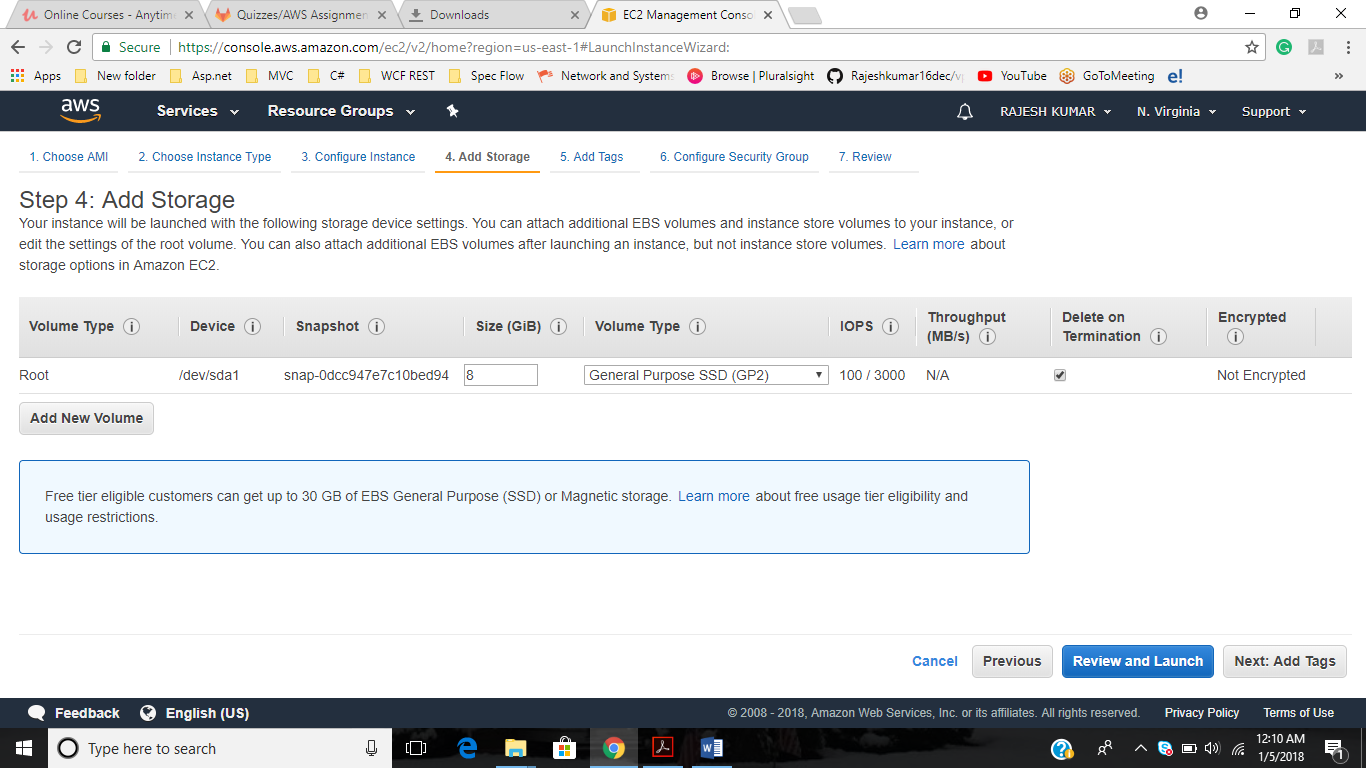 Online Courses - Anytim
Quizzes/AWS Assignmen
Downloads
EC2 Management Conso
Secure
https://console.aws.amazon.com/ec2/v2/home?region=us-east-1#LaunchInstanceWizard:
Apps New folder Asp.net MVC C# WCF REST Spec Flow Network and Systems Browse | Pluralsight Rajeshkumar16dec/v YouTube GoToMeeting e! »
aws Services Resource Groups RAJESH KUMAR N. Virginia Support
1. Choose AMI 2. Choose Instance Type 3. Configure Instance 4. Add Storage 5. Add Tags 6. Configure Security Group 7. Review
Step 4: Add Storage
Your instance will be launched with the following storage device settings. You can attach additional EBS volumes and instance store volumes to your instance, or
edit the settings of the root volume. You can also attach additional EBS volumes after launching an instance, but not instance store volumes. Learn more about
storage options in Amazon EC2.
Volume Type i Device i Snapshot i Size (GiB) i Volume Type i IOPS i Throughput (MB/s) i Delete on Termination i Encrypted i
Root /dev/sda1 snap-0dcc947e7c10bed94 8 General Purpose SSD (GP2) 100 / 3000 N/A Not Encrypted
Add New Volume
Free tier eligible customers can get up to 30 GB of EBS General Purpose (SSD) or Magnetic storage. Learn more about free usage tier eligibility and
usage restrictions.
Cancel Previous Review and Launch Next: Add Tags
Feedback English (US) © 2008 - 2018, Amazon Web Services, Inc. or its affiliates. All rights reserved. Privacy Policy Terms of Use
Type here to search
12:10 AM
1/5/2018
1